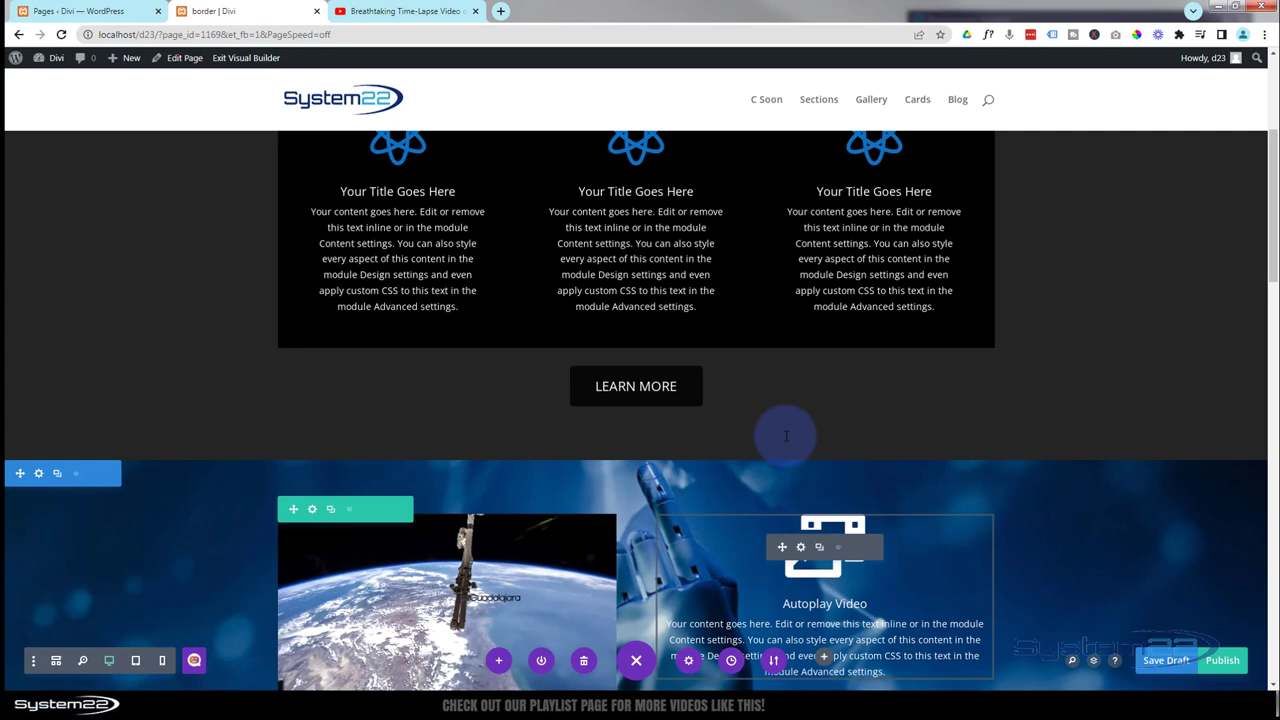 Pages ‹ Divi — WordPress
border | Divi
Breathtaking Time-Lapse Video
localhost/d23/?page_id=1169&et_fb=1&PageSpeed=off
Divi
0
New
Edit Page
Exit Visual Builder
Howdy, d23
System22
C Soon
Sections
Gallery
Cards
Blog
Your Title Goes Here
Your content goes here. Edit or remove
this text inline or in the module
Content settings. You can also style
every aspect of this content in the
module Design settings and even
apply custom CSS to this text in the
module Advanced settings.
Your Title Goes Here
Your content goes here. Edit or remove
this text inline or in the module
Content settings. You can also style
every aspect of this content in the
module Design settings and even
apply custom CSS to this text in the
module Advanced settings.
Your Title Goes Here
Your content goes here. Edit or remove
this text inline or in the module
Content settings. You can also style
every aspect of this content in the
module Design settings and even
apply custom CSS to this text in the
module Advanced settings.
LEARN MORE
Guadalajara
Autoplay Video
Your content goes here. Edit or remove this text inline or in the module
Content settings. You can also style every aspect of this content in the
module Design settings and even apply custom CSS to this text in the
module Advanced settings.
System22
Save Draft
Publish
System22
CHECK OUT OUR PLAYLIST PAGE FOR MORE VIDEOS LIKE THIS!